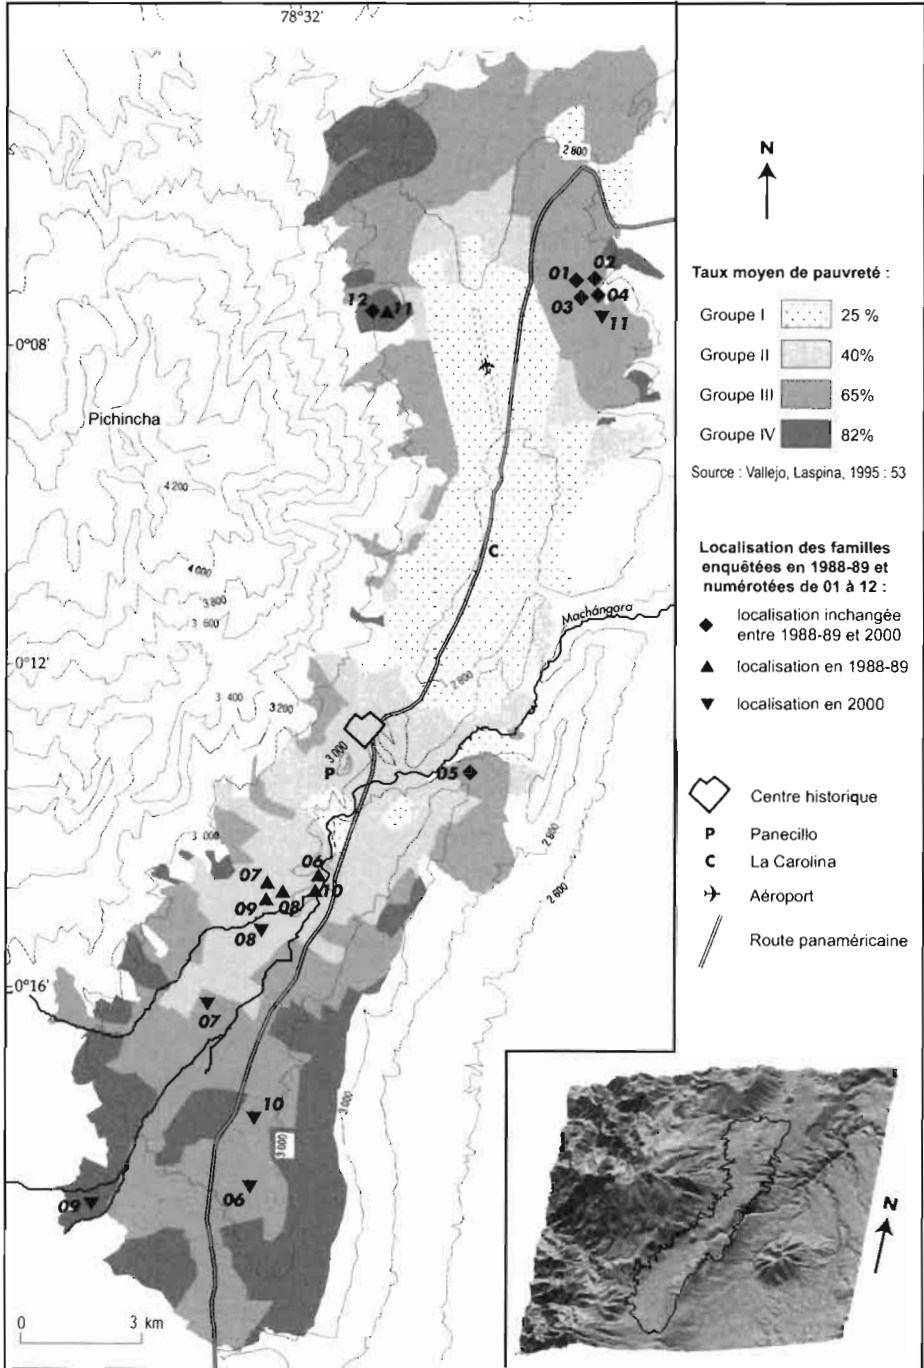 78°32'
2 800
01
02
03
04
11
12
11
0°08'
Pichincha
4 200
C
4 000
3 800
3 600
Machángara
0°12'
2 800
3 400
3 200
3 000
P
05
3 000
2 800
06
07
10
08
09
2 600
08
0°16'
07
3 000
10
3 000
06
09
0 3 km
N
Taux moyen de pauvreté :
Groupe I 25 %
Groupe II 40%
Groupe III 65%
Groupe IV 82%
Source : Vallejo, Laspina, 1995 : 53
Localisation des familles
enquêtées en 1988-89 et
numérotées de 01 à 12 :
localisation inchangée
entre 1988-89 et 2000
localisation en 1988-89
localisation en 2000
Centre historique
P Panecillo
C La Carolina
Aéroport
Route panaméricaine
N